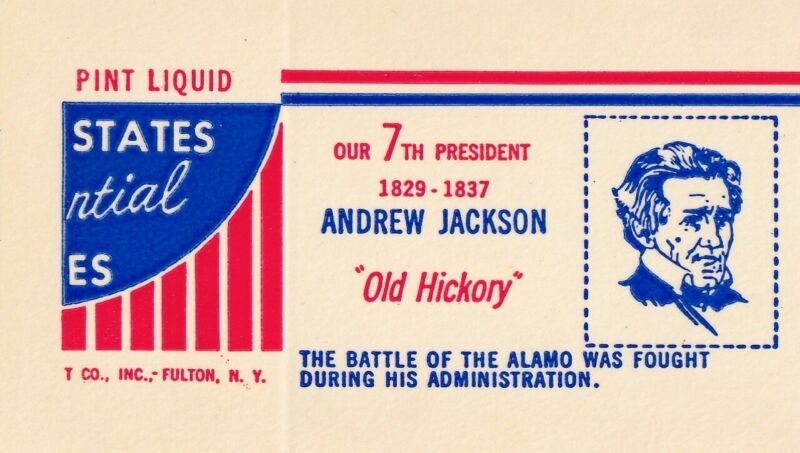 PINT LIQUID
STATES
ntial
ES
T CO., INC.,- FULTON, N. Y.
OUR 7TH PRESIDENT
1829 - 1837
ANDREW JACKSON
"Old Hickory"
THE BATTLE OF THE ALAMO WAS FOUGHT
DURING HIS ADMINISTRATION.